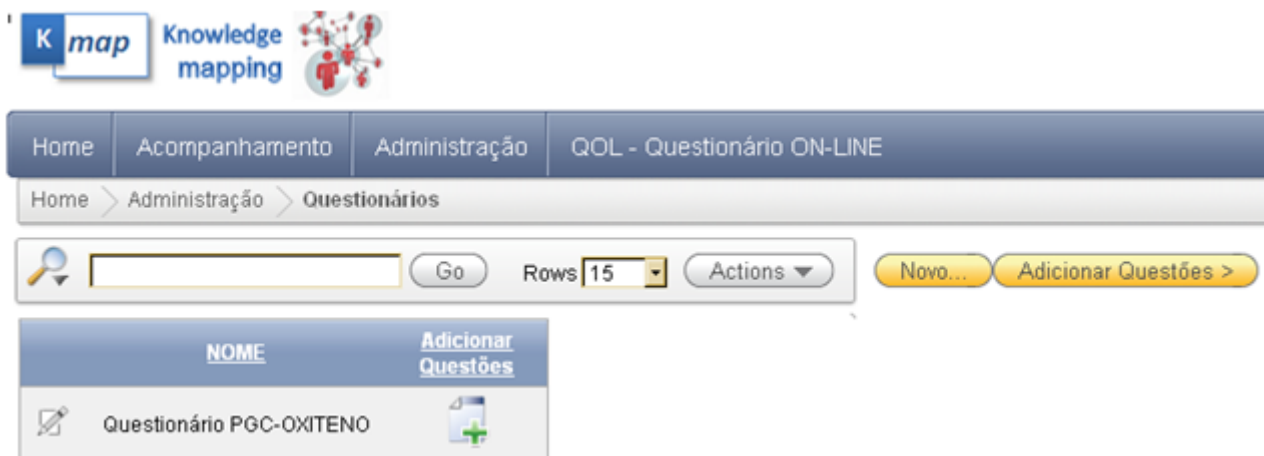 K map Knowledge
mapping
Home Acompanhamento Administração QOL - Questionário ON-LINE
Home Administração Questionários
Go Rows 15 Actions Novo... Adicionar Questões >
NOME Adicionar
Questões
Questionário PGC-OXITENO